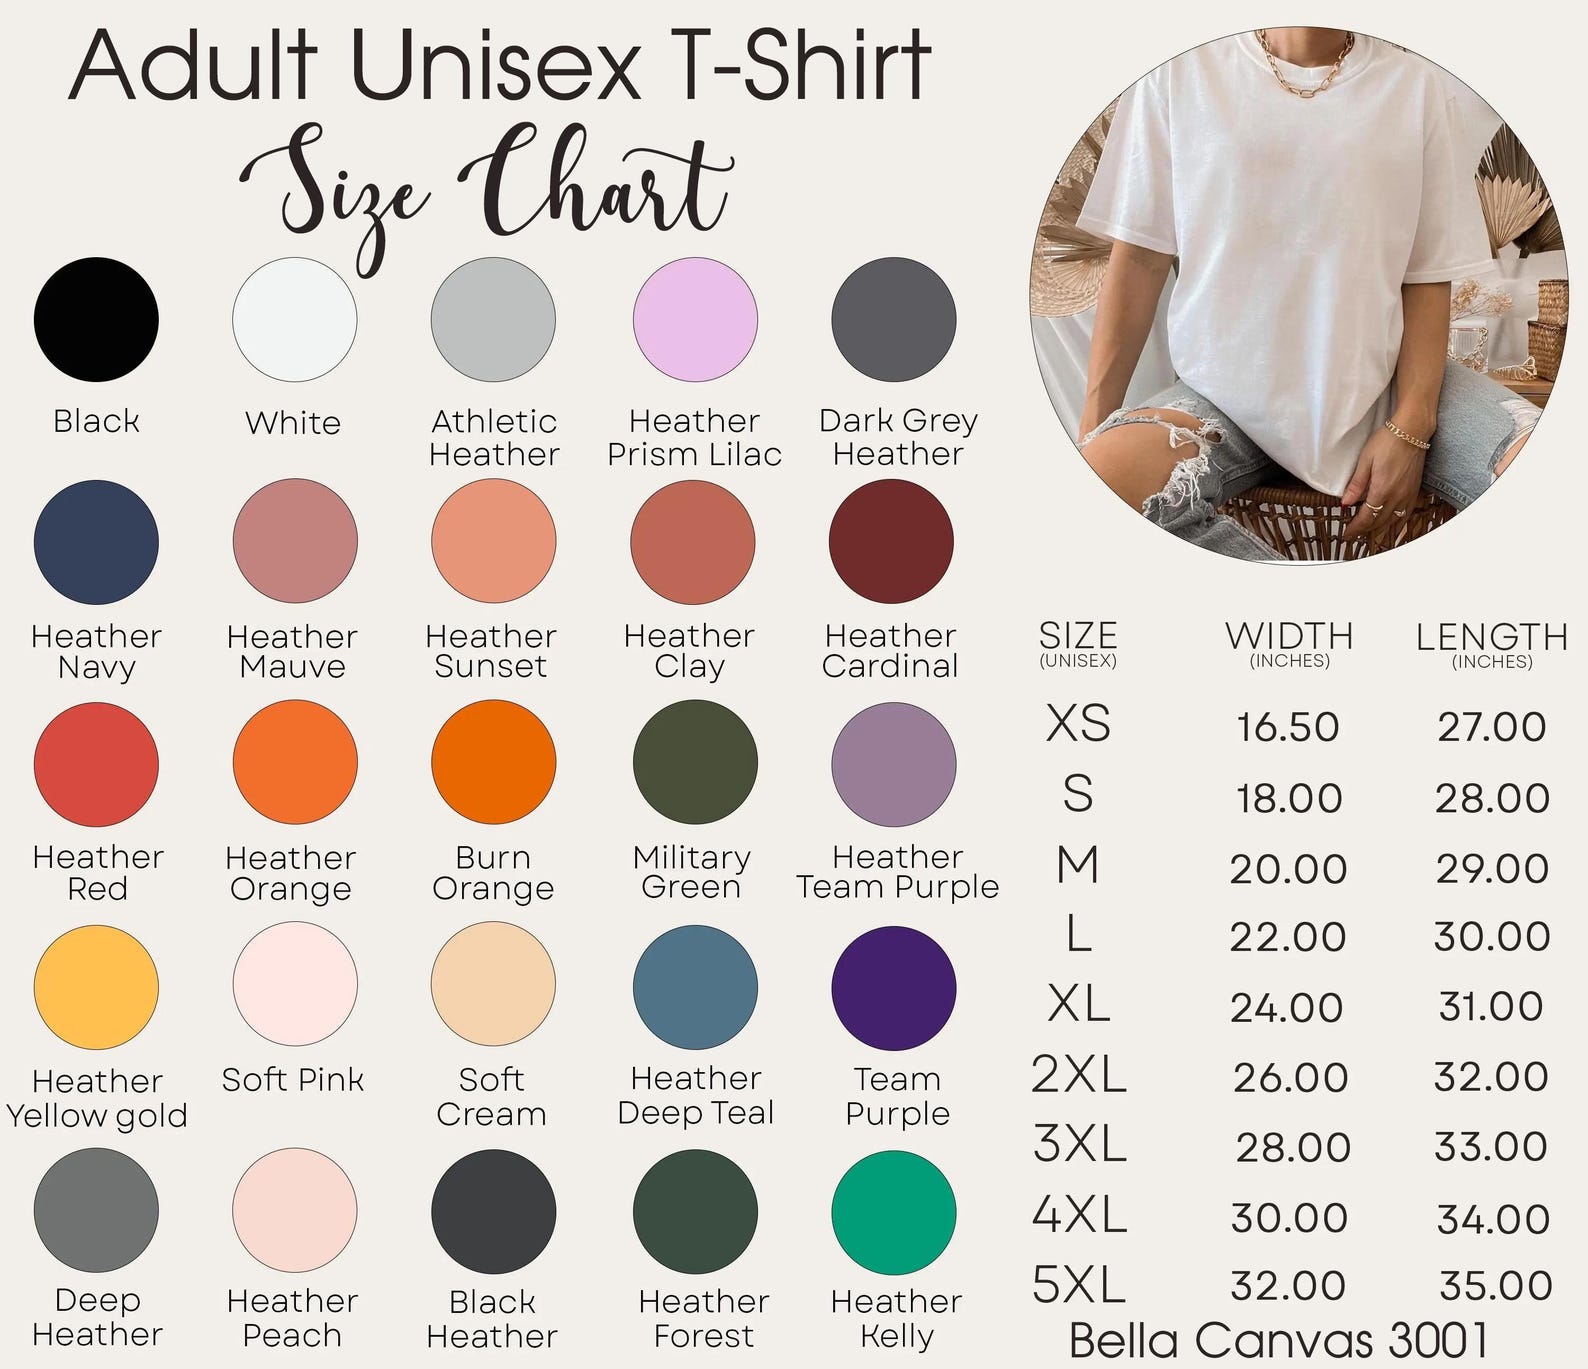 Adult Unisex T-Shirt
Size Chart
Black
White
Athletic
Heather
Heather
Prism Lilac
Dark Grey
Heather
Heather
Navy
Heather
Mauve
Heather
Sunset
Heather
Clay
Heather
Cardinal
Heather
Red
Heather
Orange
Burn
Orange
Military
Green
Heather
Team Purple
Heather
Yellow gold
Soft Pink
Soft
Cream
Heather
Deep Teal
Team
Purple
Deep
Heather
Heather
Peach
Black
Heather
Heather
Forest
Heather
Kelly
SIZE WIDTH LENGTH
(UNISEX) (INCHES) (INCHES)
XS 16.50 27.00
S 18.00 28.00
M 20.00 29.00
L 22.00 30.00
XL 24.00 31.00
2XL 26.00 32.00
3XL 28.00 33.00
4XL 30.00 34.00
5XL 32.00 35.00
Bella Canvas 3001